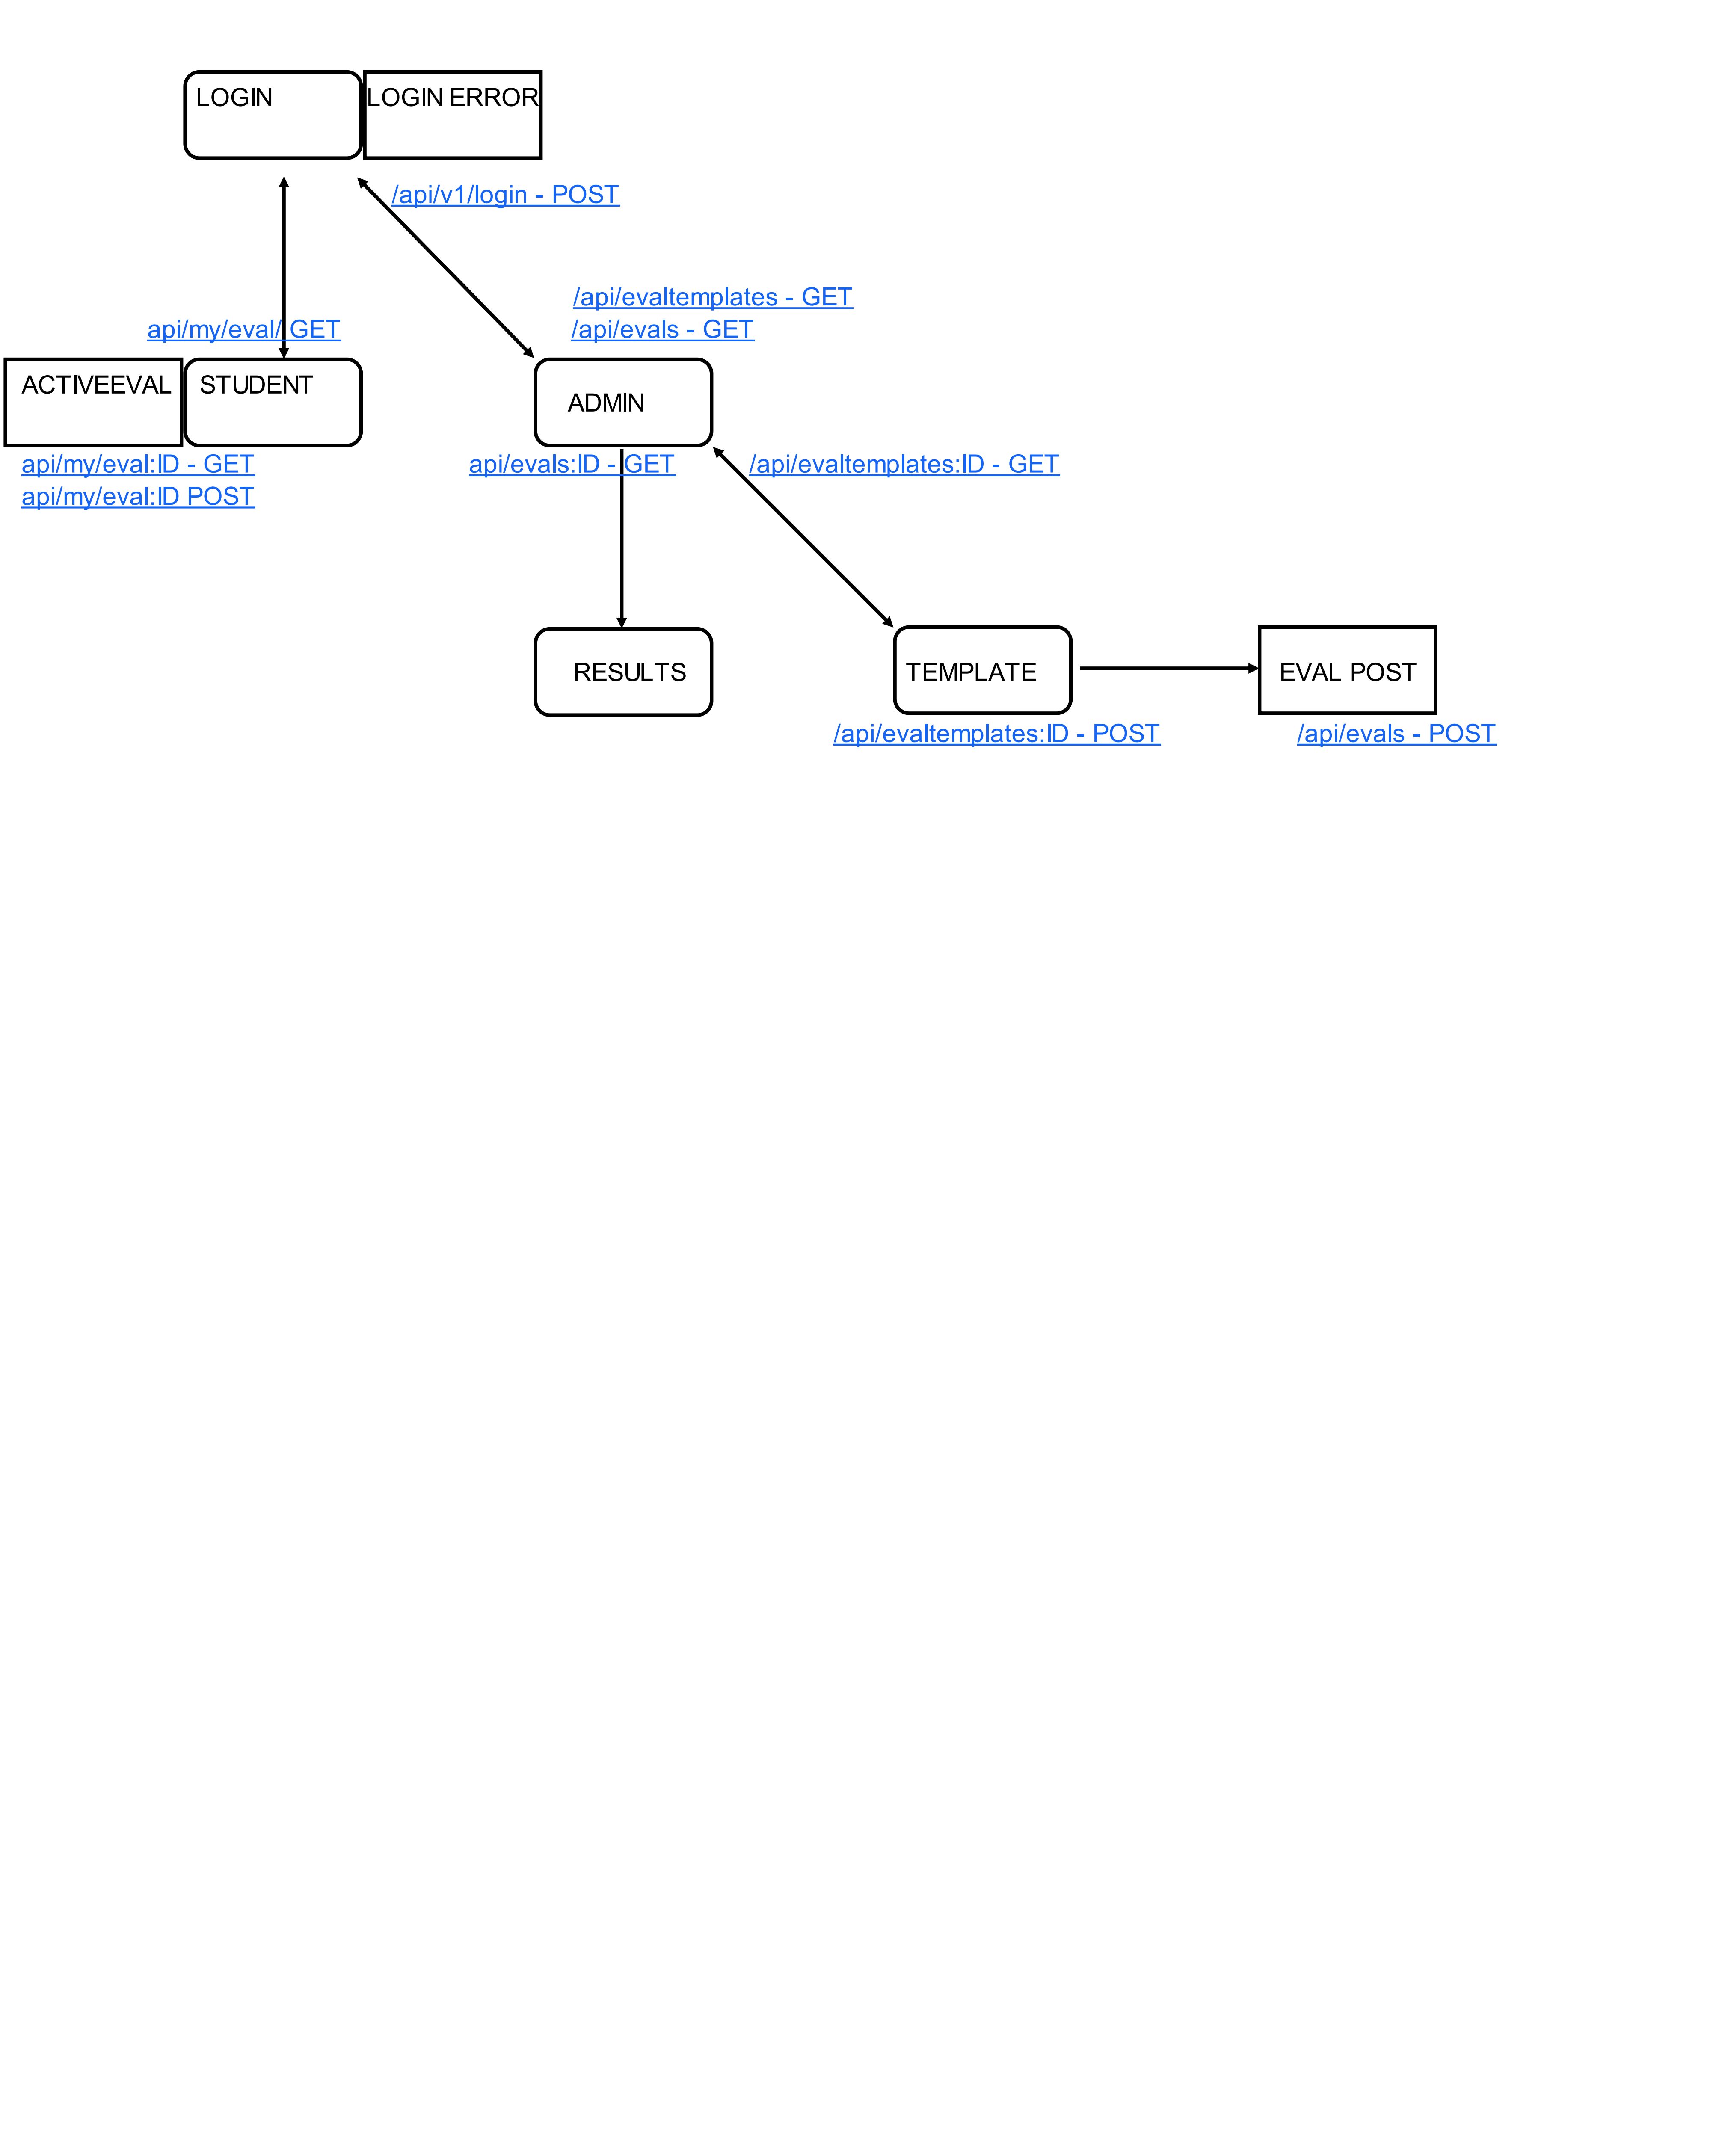 LOGIN
LOGIN ERROR
/api/v1/login - POST
/api/evaltemplates - GET
/api/evals - GET
api/my/eval/ GET
ACTIVEEVAL
STUDENT
ADMIN
api/my/eval:ID - GET
api/my/eval:ID POST
api/evals:ID - GET
/api/evaltemplates:ID - GET
RESULTS
TEMPLATE
EVAL POST
/api/evaltemplates:ID - POST
/api/evals - POST